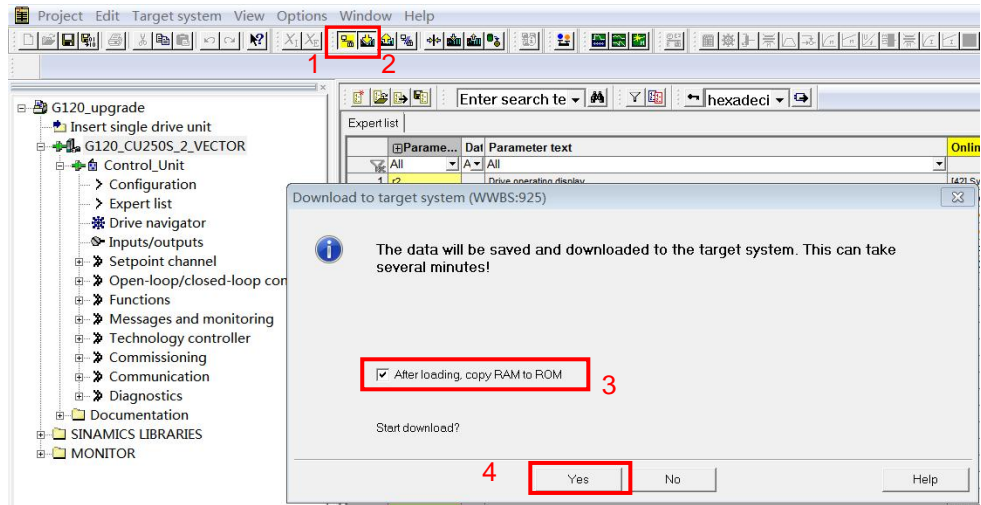 Project Edit Target system View Options Window Help
1 2
G120_upgrade
Insert single drive unit
G120_CU250S_2_VECTOR
Control_Unit
Configuration
Expert list
Drive navigator
Inputs/outputs
Setpoint channel
Open-loop/closed-loop con
Functions
Messages and monitoring
Technology controller
Commissioning
Communication
Diagnostics
Documentation
SINAMICS LIBRARIES
MONITOR
Enter search te hexadeci
Expert list
Parame... Dat Parameter text Onlin
All A All
1 r2 Drive operating display [42] Sy
Download to target system (WWBS:925)
The data will be saved and downloaded to the target system. This can take
several minutes!
After loading, copy RAM to ROM
3
Start download?
4
Yes No Help